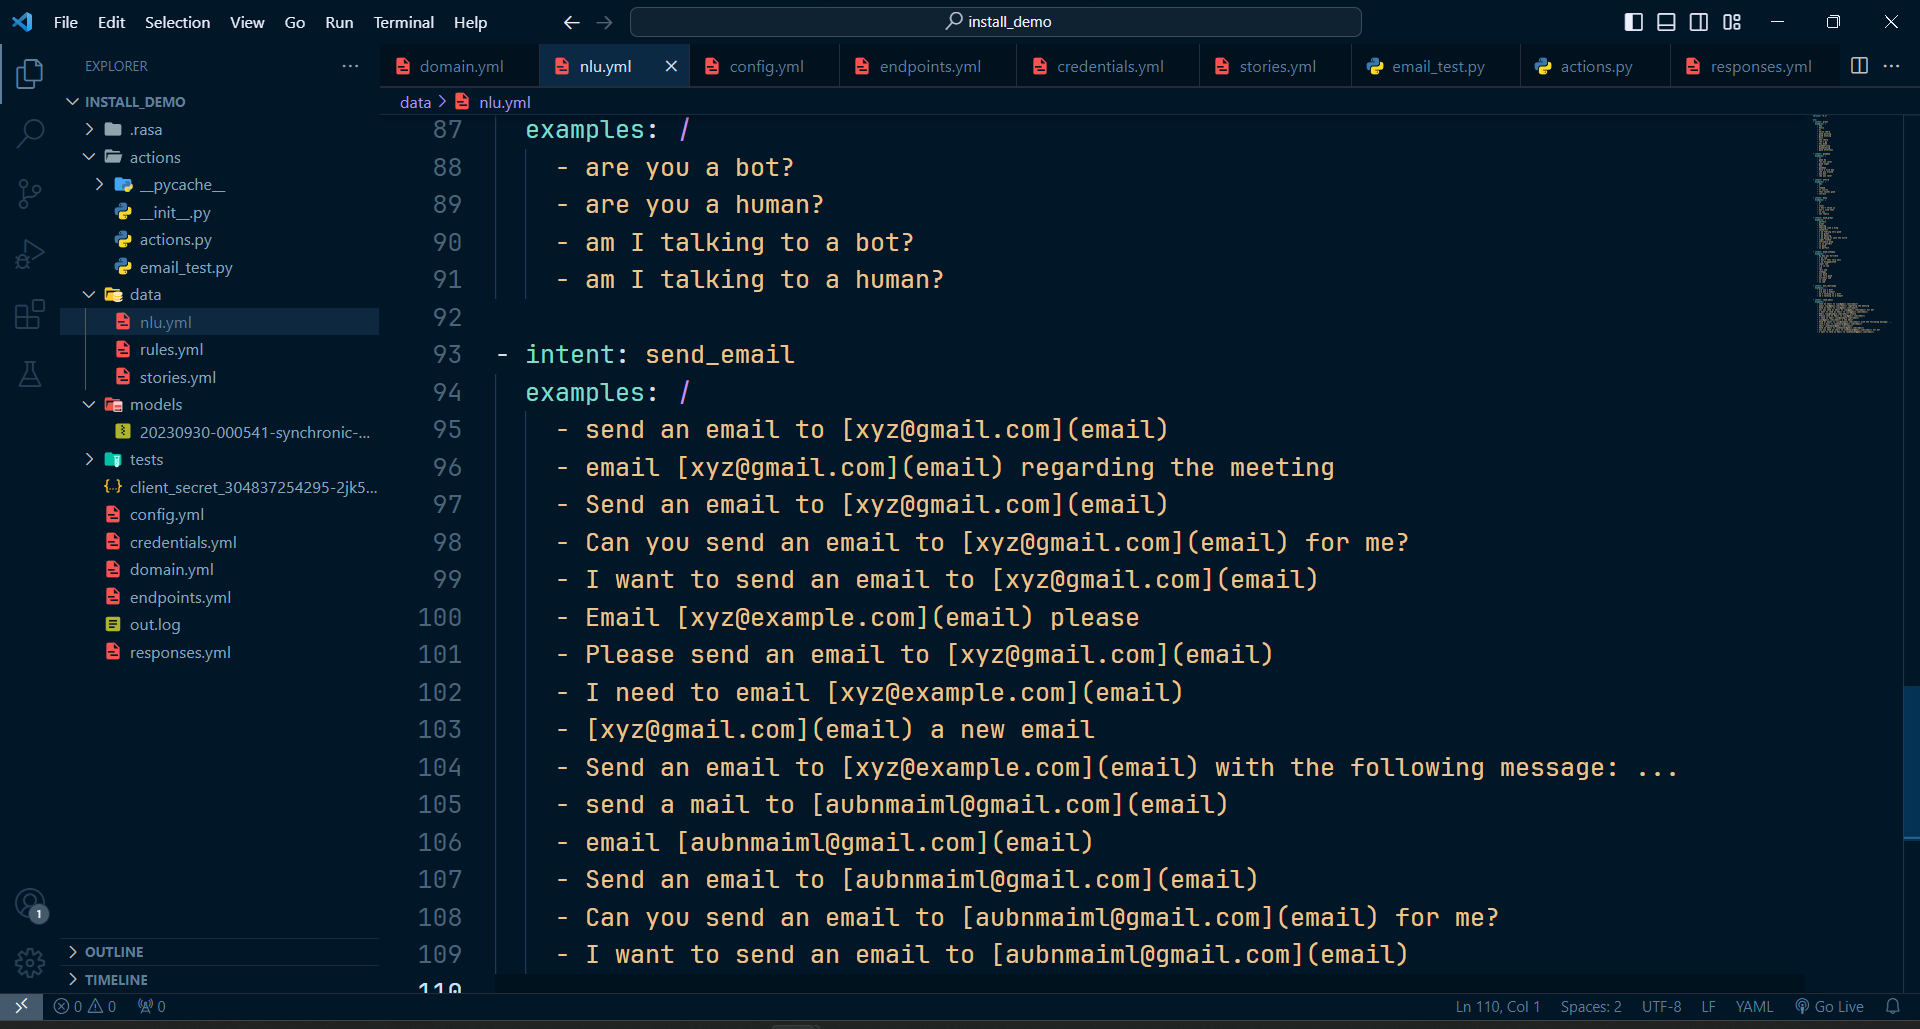 File Edit Selection View Go Run Terminal Help
install_demo
EXPLORER
INSTALL_DEMO
.rasa
actions
__pycache__
__init__.py
actions.py
email_test.py
data
nlu.yml
rules.yml
stories.yml
models
20230930-000541-synchronic-...
tests
client_secret_304837254295-2jk5...
config.yml
credentials.yml
domain.yml
endpoints.yml
out.log
responses.yml
OUTLINE
TIMELINE
domain.yml nlu.yml config.yml endpoints.yml credentials.yml stories.yml email_test.py actions.py responses.yml
data > nlu.yml
87 examples: /
88 - are you a bot?
89 - are you a human?
90 - am I talking to a bot?
91 - am I talking to a human?
92
93 - intent: send_email
94 examples: /
95 - send an email to [xyz@gmail.com](email)
96 - email [xyz@gmail.com](email) regarding the meeting
97 - Send an email to [xyz@gmail.com](email)
98 - Can you send an email to [xyz@gmail.com](email) for me?
99 - I want to send an email to [xyz@gmail.com](email)
100 - Email [xyz@example.com](email) please
101 - Please send an email to [xyz@gmail.com](email)
102 - I need to email [xyz@example.com](email)
103 - [xyz@gmail.com](email) a new email
104 - Send an email to [xyz@example.com](email) with the following message: ...
105 - send a mail to [aubnmaiml@gmail.com](email)
106 - email [aubnmaiml@gmail.com](email)
107 - Send an email to [aubnmaiml@gmail.com](email)
108 - Can you send an email to [aubnmaiml@gmail.com](email) for me?
109 - I want to send an email to [aubnmaiml@gmail.com](email)
110
1
0 0 0 Ln 110, Col 1 Spaces: 2 UTF-8 LF YAML Go Live